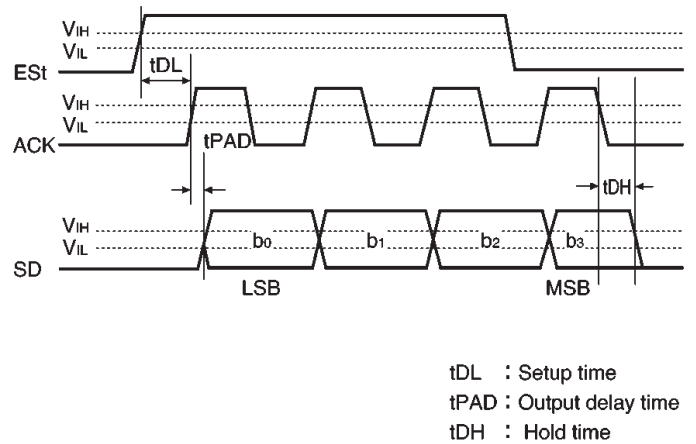 VIH
VIL
ESt
tDL
VIH
VIL
ACK
tPAD
tDH
VIH
VIL
SD
b0 b1 b2 b3
LSB MSB
tDL : Setup time
tPAD : Output delay time
tDH : Hold time